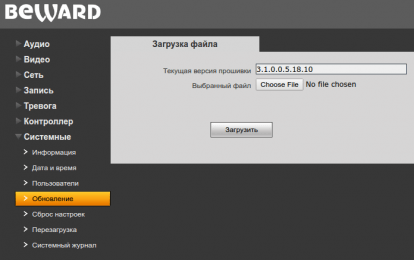 BEWARD
Аудио
Видео
Сеть
Запись
Тревога
Контроллер
Системные
Информация
Дата и время
Пользователи
Обновление
Сброс настроек
Перезагрузка
Системный журнал
Загрузка файла
Текущая версия прошивки 3.1.0.0.5.18.10
Выбранный файл Choose File No file chosen
Загрузить